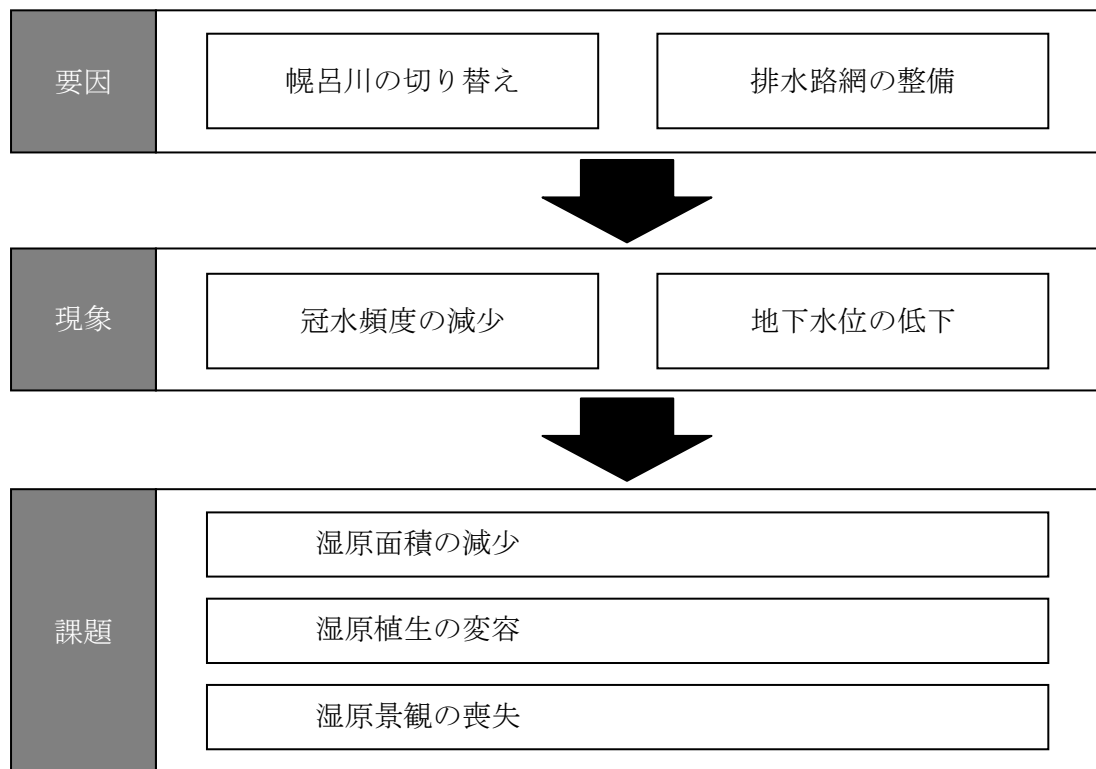 要因
幌呂川の切り替え
排水路網の整備
現象
冠水頻度の減少
地下水位の低下
課題
湿原面積の減少
湿原植生の変容
湿原景観の喪失